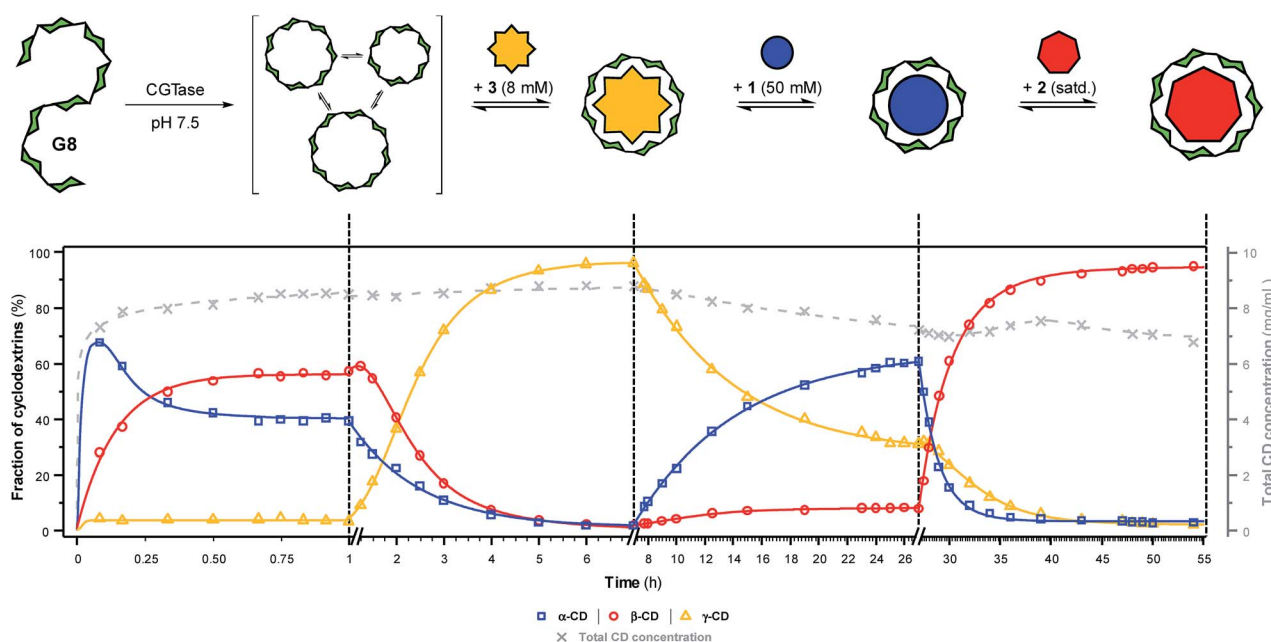 G8
CGTase
pH 7.5
+ 3 (8 mM)
+ 1 (50 mM)
+ 2 (satd.)
Fraction of cyclodextrins (%)
100
80
60
40
20
0
10
8
6
4
2
0
Total CD concentration (mg/mL)
0 0.25 0.5 0.75 1 2 3 4 5 6 7 8 10 12 14 16 18 20 22 24 26 30 35 40 45 50 55
Time (h)
α-CD | β-CD | γ-CD
Total CD concentration